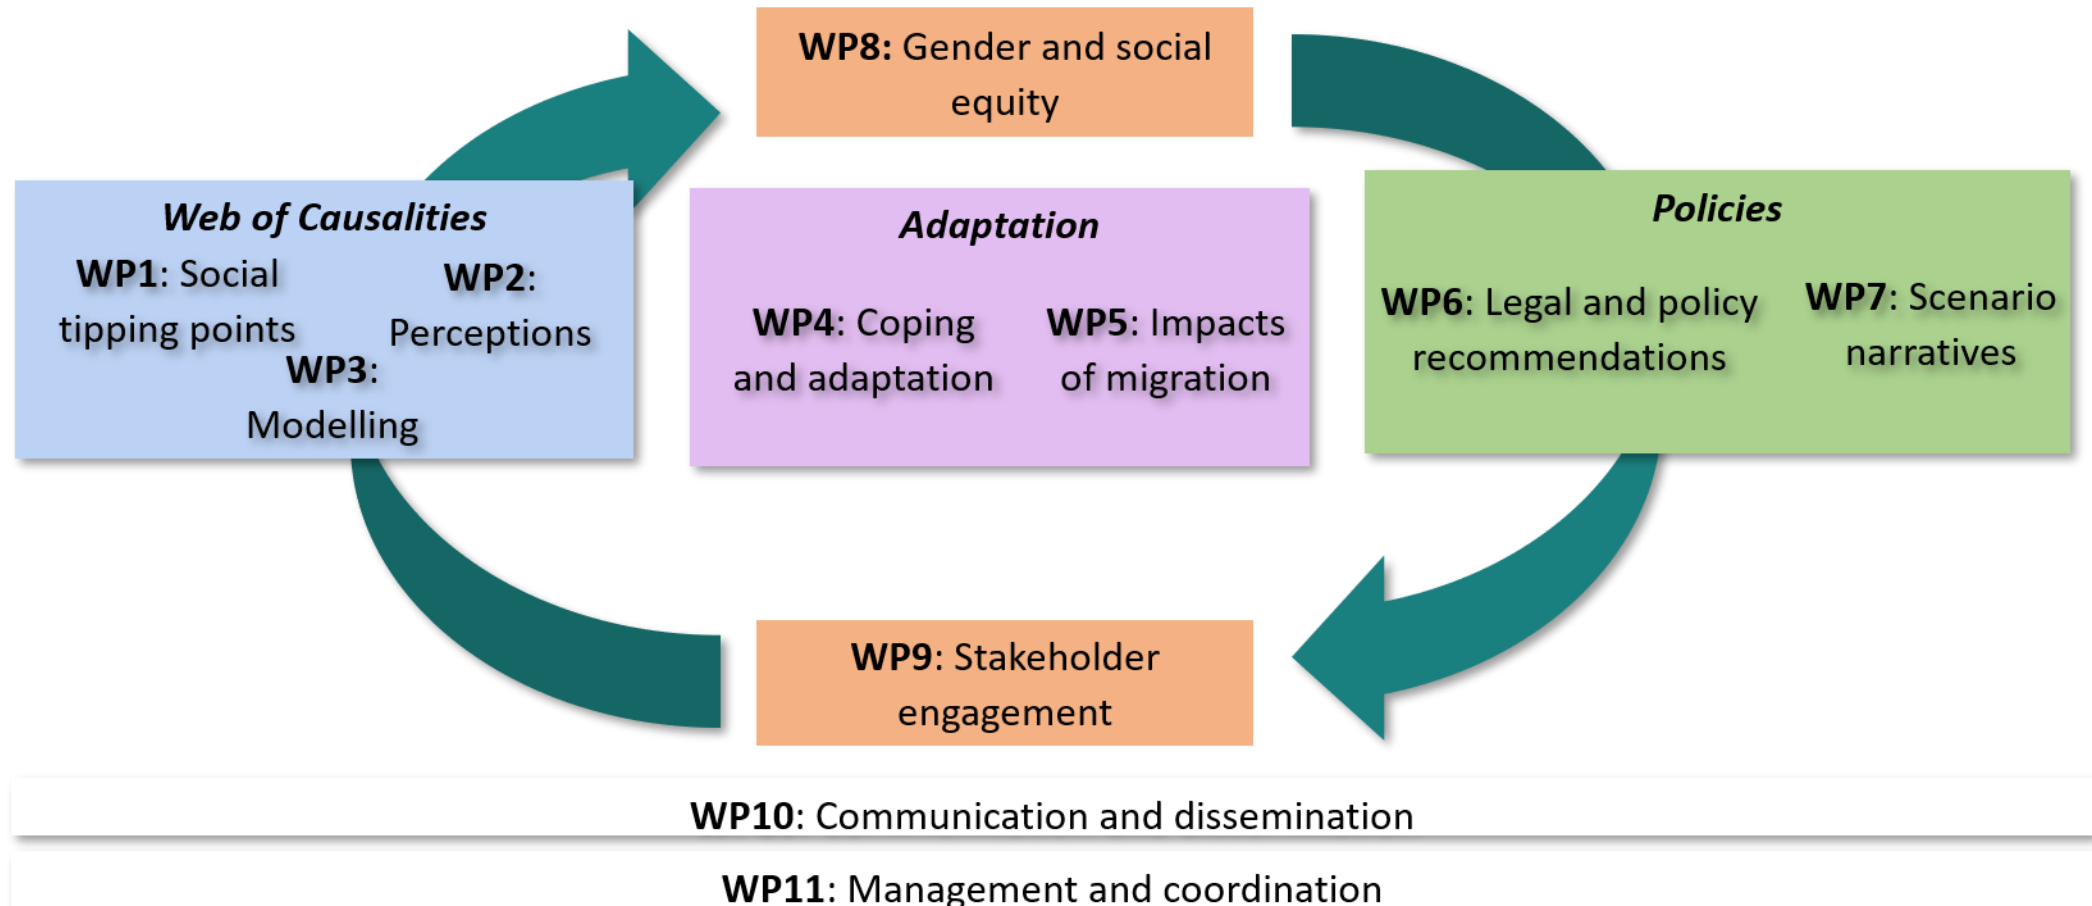 WP8: Gender and social
equity
Web of Causalities
WP1: Social
tipping points
WP2:
Perceptions
WP3:
Modelling
Adaptation
WP4: Coping
and adaptation
WP5: Impacts
of migration
Policies
WP6: Legal and policy
recommendations
WP7: Scenario
narratives
WP9: Stakeholder
engagement
WP10: Communication and dissemination
WP11: Management and coordination